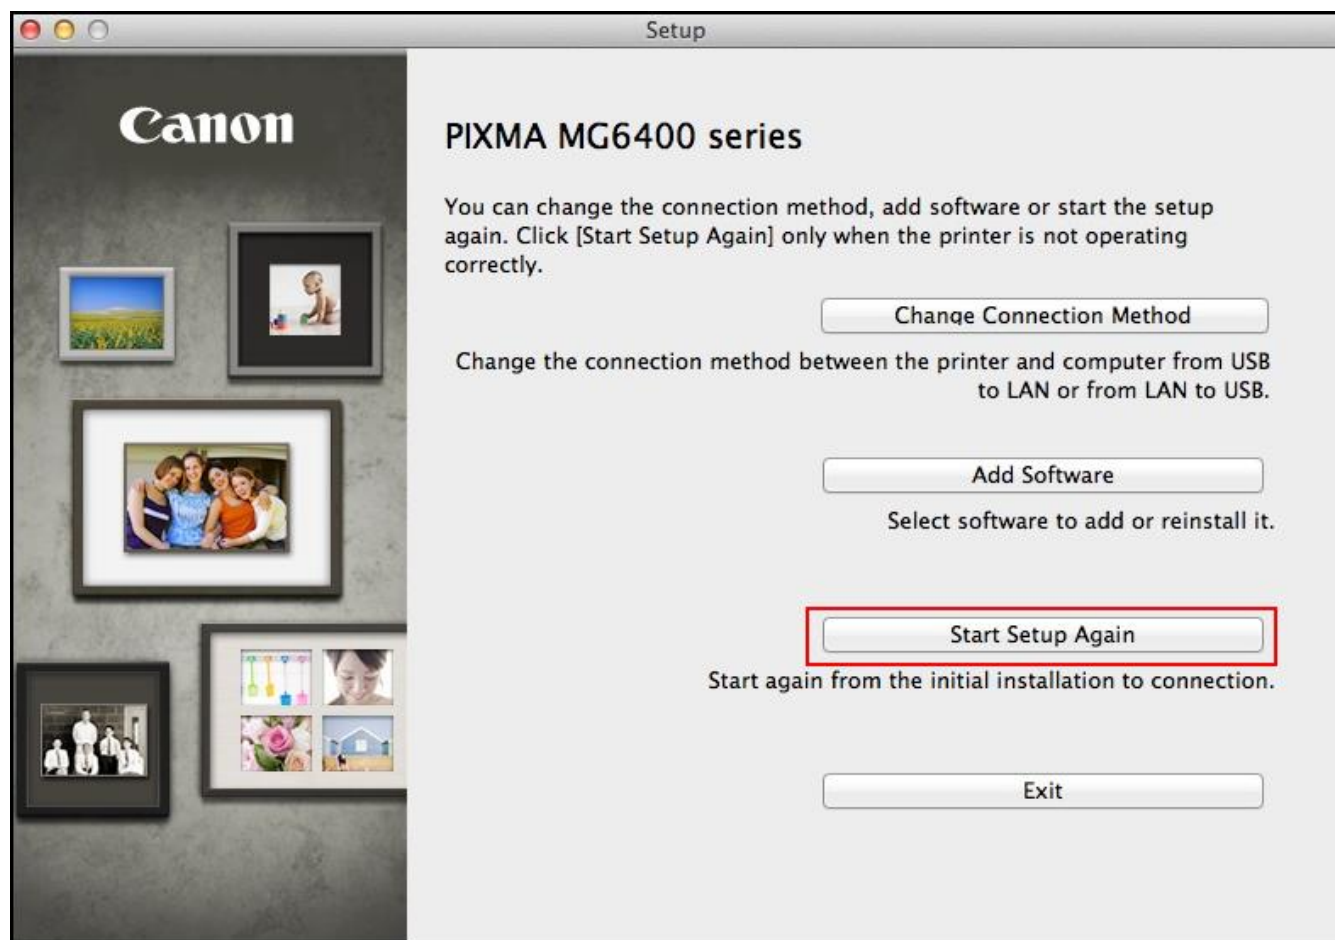 Setup
Canon
PIXMA MG6400 series
You can change the connection method, add software or start the setup
again. Click [Start Setup Again] only when the printer is not operating
correctly.
Change Connection Method
Change the connection method between the printer and computer from USB
to LAN or from LAN to USB.
Add Software
Select software to add or reinstall it.
Start Setup Again
Start again from the initial installation to connection.
Exit